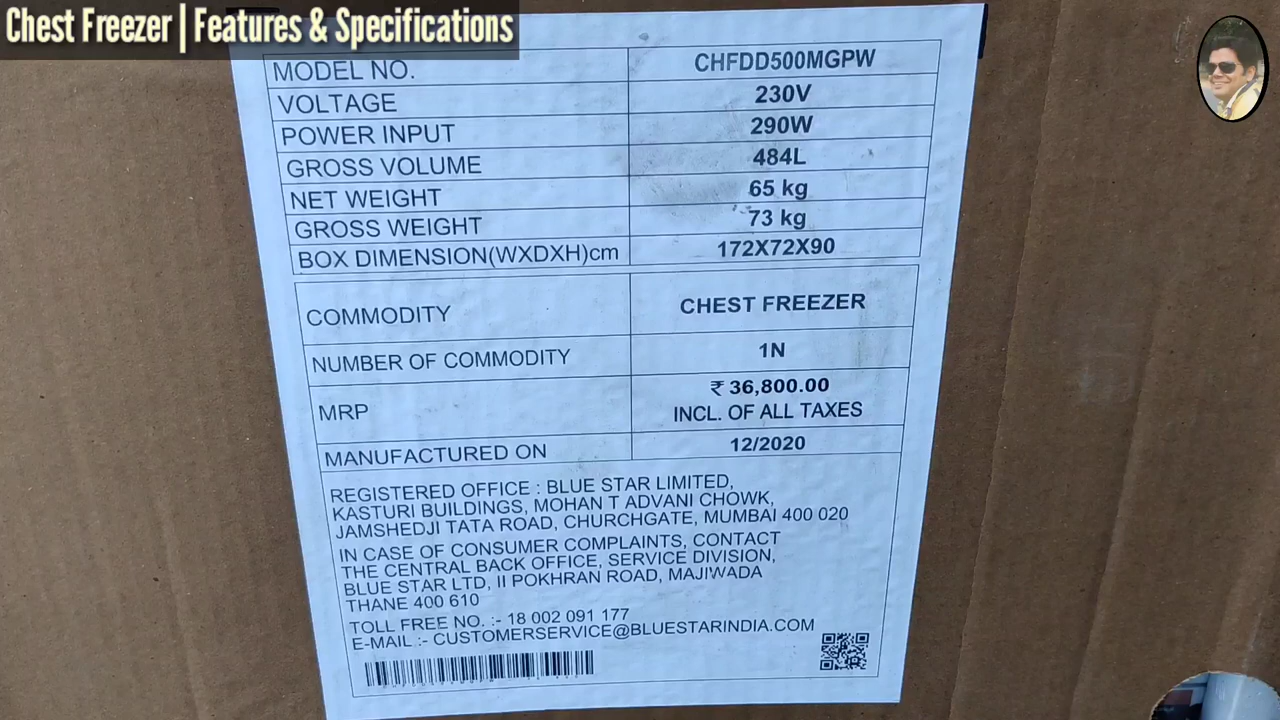 Chest Freezer | Features & Specifications
MODEL NO. CHFDD500MGPW
VOLTAGE 230V
POWER INPUT 290W
GROSS VOLUME 484L
NET WEIGHT 65 kg
GROSS WEIGHT 73 kg
BOX DIMENSION(WXDXH)cm 172X72X90
COMMODITY CHEST FREEZER
NUMBER OF COMMODITY 1N
MRP ₹ 36,800.00
INCL. OF ALL TAXES
MANUFACTURED ON 12/2020
REGISTERED OFFICE : BLUE STAR LIMITED,
KASTURI BUILDINGS, MOHAN T ADVANI CHOWK,
JAMSHEDJI TATA ROAD, CHURCHGATE, MUMBAI 400 020
IN CASE OF CONSUMER COMPLAINTS, CONTACT
THE CENTRAL BACK OFFICE, SERVICE DIVISION,
BLUE STAR LTD, II POKHRAN ROAD, MAJIWADA
THANE 400 610
TOLL FREE NO. :- 18 002 091 177
E-MAIL :- CUSTOMERSERVICE@BLUESTARINDIA.COM